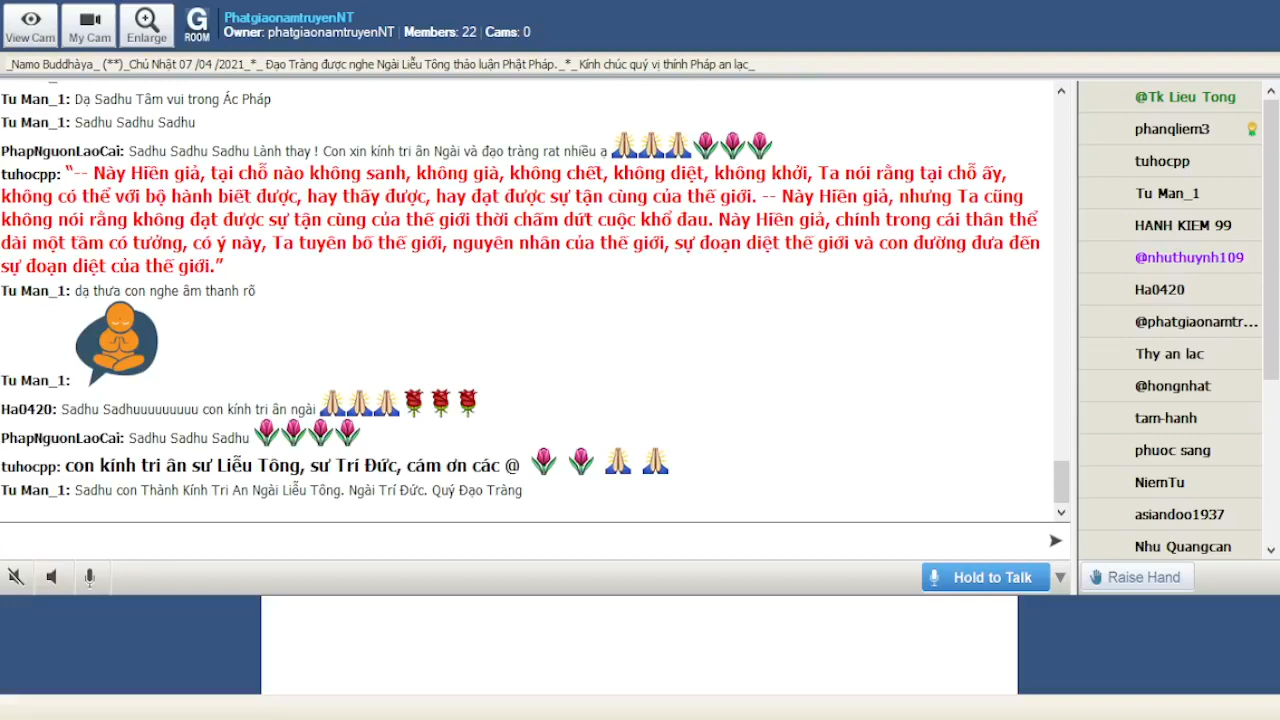 View Cam
My Cam
Enlarge
G
ROOM
PhatgiaonamtruyenNT
Owner: phatgiaonamtruyenNT | Members: 22 | Cams: 0
_Namo Buddhàya_ (**)_Chủ Nhật 07 /04 /2021_*_ Đạo Tràng được nghe Ngài Liễu Tông thảo luận Phật Pháp._*_ Kính chúc quý vị thính Pháp an lạc_
Tu Man_1: Dạ Sadhu Tâm vui trong Ác Pháp
Tu Man_1: Sadhu Sadhu Sadhu
PhapNguonLaoCai: Sadhu Sadhu Sadhu Lành thay ! Con xin kính tri ân Ngài và đạo tràng rat nhiều ạ
tuhocpp: “-- Này Hiền giả, tại chỗ nào không sanh, không già, không chết, không diệt, không khởi, Ta nói rằng tại chỗ ấy,
không có thể với bộ hành biết được, hay thấy được, hay đạt được sự tận cùng của thế giới. -- Này Hiền giả, nhưng Ta cũng
không nói rằng không đạt được sự tận cùng của thế giới thời chấm dứt cuộc khổ đau. Này Hiền giả, chính trong cái thân thể
dài một tầm có tưởng, có ý này, Ta tuyên bố thế giới, nguyên nhân của thế giới, sự đoạn diệt thế giới và con đường đưa đến
sự đoạn diệt của thế giới.”
Tu Man_1: dạ thưa con nghe âm thanh rõ
Tu Man_1:
Ha0420: Sadhu Sadhuuuuuuuuu con kính tri ân ngài
PhapNguonLaoCai: Sadhu Sadhu Sadhu
tuhocpp: con kính tri ân sư Liễu Tông, sư Trí Đức, cám ơn các @
Tu Man_1: Sadhu con Thành Kính Tri An Ngài Liễu Tông. Ngài Trí Đức. Quý Đạo Tràng
@Tk Lieu Tong
phanqliem3
tuhocpp
Tu Man_1
HANH KIEM 99
@nhuthuynh109
Ha0420
@phatgiaonamtr...
Thy an lac
@hongnhat
tam-hanh
phuoc sang
NiemTu
asiandoo1937
Nhu Quangcan
Hold to Talk
Raise Hand